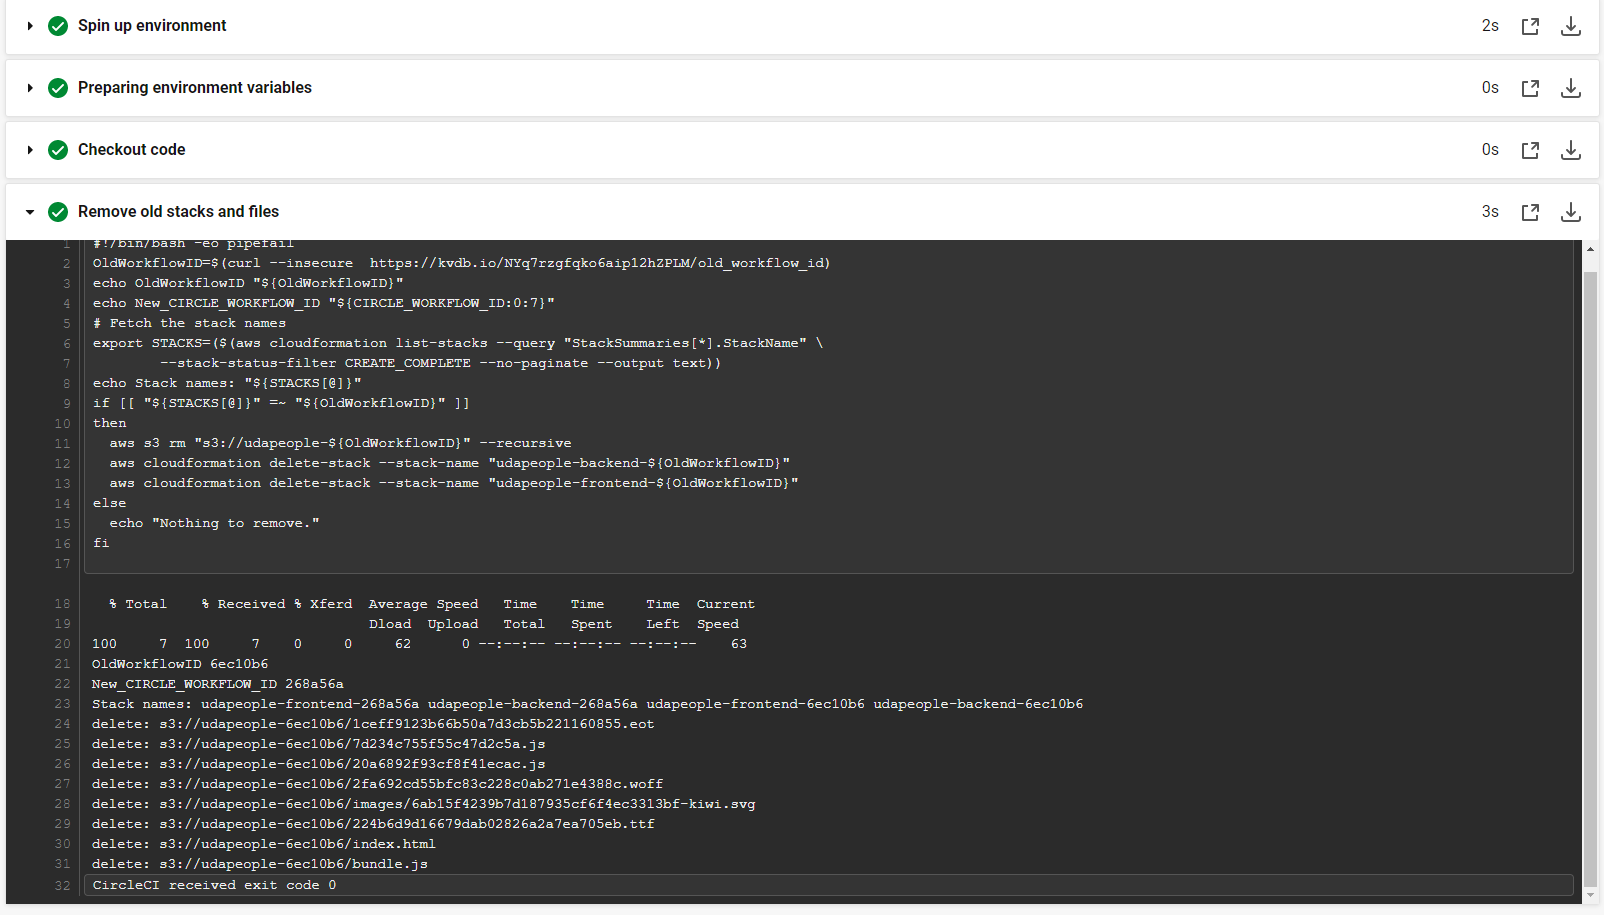 Spin up environment 2s
Preparing environment variables 0s
Checkout code 0s
Remove old stacks and files 3s
1 #!/bin/bash -eo pipefail
2 OldWorkflowID=$(curl --insecure  https://kvdb.io/NYq7rzgfqko6aip12hZPLM/old_workflow_id)
3 echo OldWorkflowID "${OldWorkflowID}"
4 echo New_CIRCLE_WORKFLOW_ID "${CIRCLE_WORKFLOW_ID:0:7}"
5 # Fetch the stack names
6 export STACKS=($(aws cloudformation list-stacks --query "StackSummaries[*].StackName" \
7         --stack-status-filter CREATE_COMPLETE --no-paginate --output text))
8 echo Stack names: "${STACKS[@]}"
9 if [[ "${STACKS[@]}" =~ "${OldWorkflowID}" ]]
10 then
11   aws s3 rm "s3://udapeople-${OldWorkflowID}" --recursive
12   aws cloudformation delete-stack --stack-name "udapeople-backend-${OldWorkflowID}"
13   aws cloudformation delete-stack --stack-name "udapeople-frontend-${OldWorkflowID}"
14 else
15   echo "Nothing to remove."
16 fi
17
18   % Total    % Received % Xferd  Average Speed   Time    Time     Time  Current
19                                  Dload  Upload   Total   Spent    Left  Speed
20 100     7  100     7    0     0     62      0 --:--:-- --:--:-- --:--:--    63
21 OldWorkflowID 6ec10b6
22 New_CIRCLE_WORKFLOW_ID 268a56a
23 Stack names: udapeople-frontend-268a56a udapeople-backend-268a56a udapeople-frontend-6ec10b6 udapeople-backend-6ec10b6
24 delete: s3://udapeople-6ec10b6/1ceff9123b66b50a7d3cb5b221160855.eot
25 delete: s3://udapeople-6ec10b6/7d234c755f55c47d2c5a.js
26 delete: s3://udapeople-6ec10b6/20a6892f93cf8f41ecac.js
27 delete: s3://udapeople-6ec10b6/2fa692cd55bfc83c228c0ab271e4388c.woff
28 delete: s3://udapeople-6ec10b6/images/6ab15f4239b7d187935cf6f4ec3313bf-kiwi.svg
29 delete: s3://udapeople-6ec10b6/224b6d9d16679dab02826a2a7ea705eb.ttf
30 delete: s3://udapeople-6ec10b6/index.html
31 delete: s3://udapeople-6ec10b6/bundle.js
32 CircleCI received exit code 0